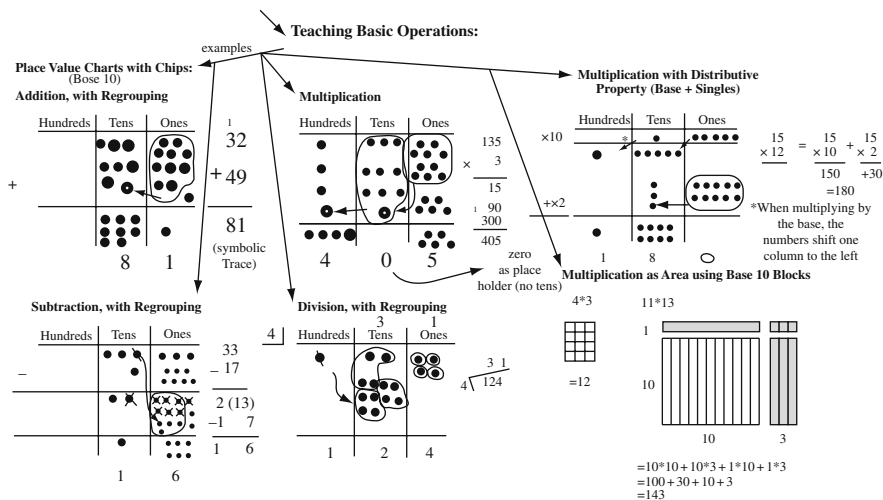 Teaching Basic Operations:
examples
Place Value Charts with Chips:
(Bose 10)
Addition, with Regrouping
Hundreds Tens Ones
+
1
32
+ 49
81
(symbolic
Trace)
8 1
Multiplication
Hundreds Tens Ones
135
× 3
15
1 90
300
405
4 0 5
zero
as place
holder (no tens)
Multiplication with Distributive
Property (Base + Singles)
Hundreds Tens Ones
×10
*
+×2
1 8 0
15 = 15 + 15
× 12 × 10 × 2
150 +30
=180
*When multiplying by
the base, the
numbers shift one
column to the left
Subtraction, with Regrouping
Hundreds Tens Ones
–
33
– 17
2 (13)
–1 7
1 6
1 6
Division, with Regrouping
3 1
4
Hundreds Tens Ones
3 1
4 124
1 2 4
Multiplication as Area using Base 10 Blocks
4*3
=12
11*13
1
10
10 3
=10*10 + 10*3 + 1*10 + 1*3
=100 + 30 + 10 + 3
=143